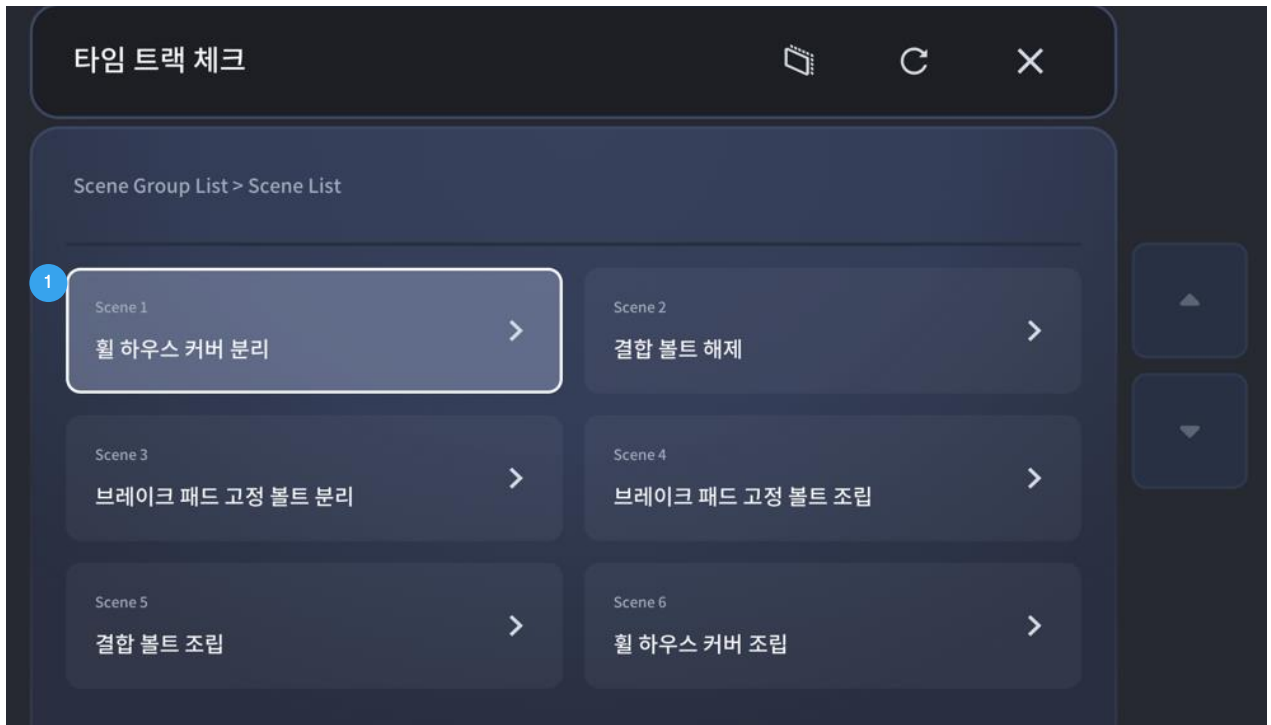 타임 트랙 체크
Scene Group List > Scene List
1
Scene 1
휠 하우스 커버 분리
Scene 2
결합 볼트 해제
Scene 3
브레이크 패드 고정 볼트 분리
Scene 4
브레이크 패드 고정 볼트 조립
Scene 5
결합 볼트 조립
Scene 6
휠 하우스 커버 조립